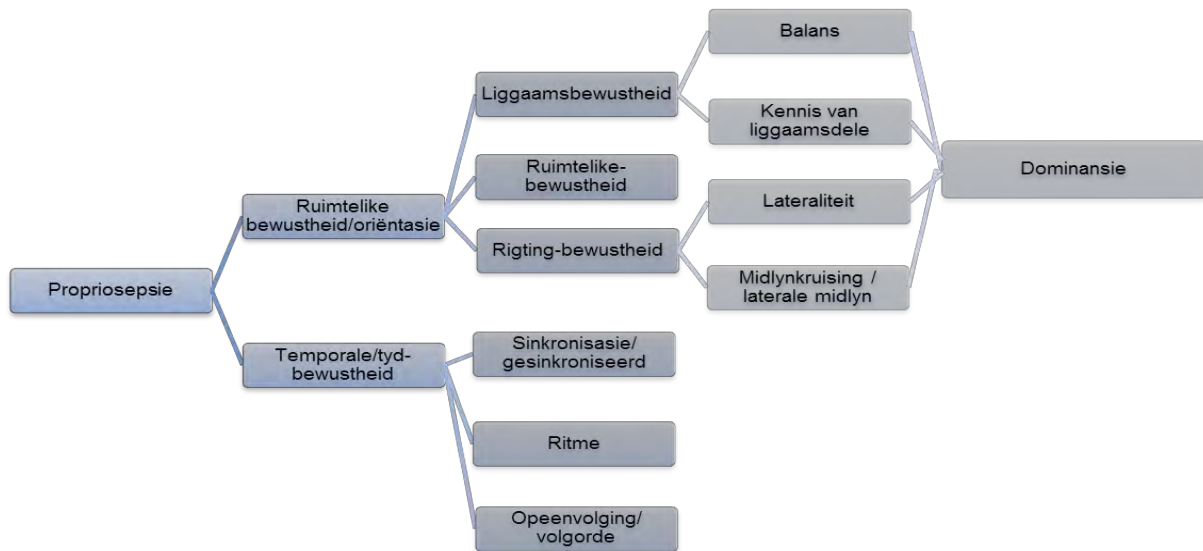 Propriosepsie
Ruimtelike
bewustheid/oriëntasie
Temporale/tyd-
bewustheid
Liggaamsbewustheid
Ruimtelike-
bewustheid
Rigting-bewustheid
Sinkronisasie/
gesinkroniseerd
Ritme
Opeenvolging/
volgorde
Balans
Kennis van
liggaamsdele
Lateraliteit
Midlynkruising /
laterale midlyn
Dominansie